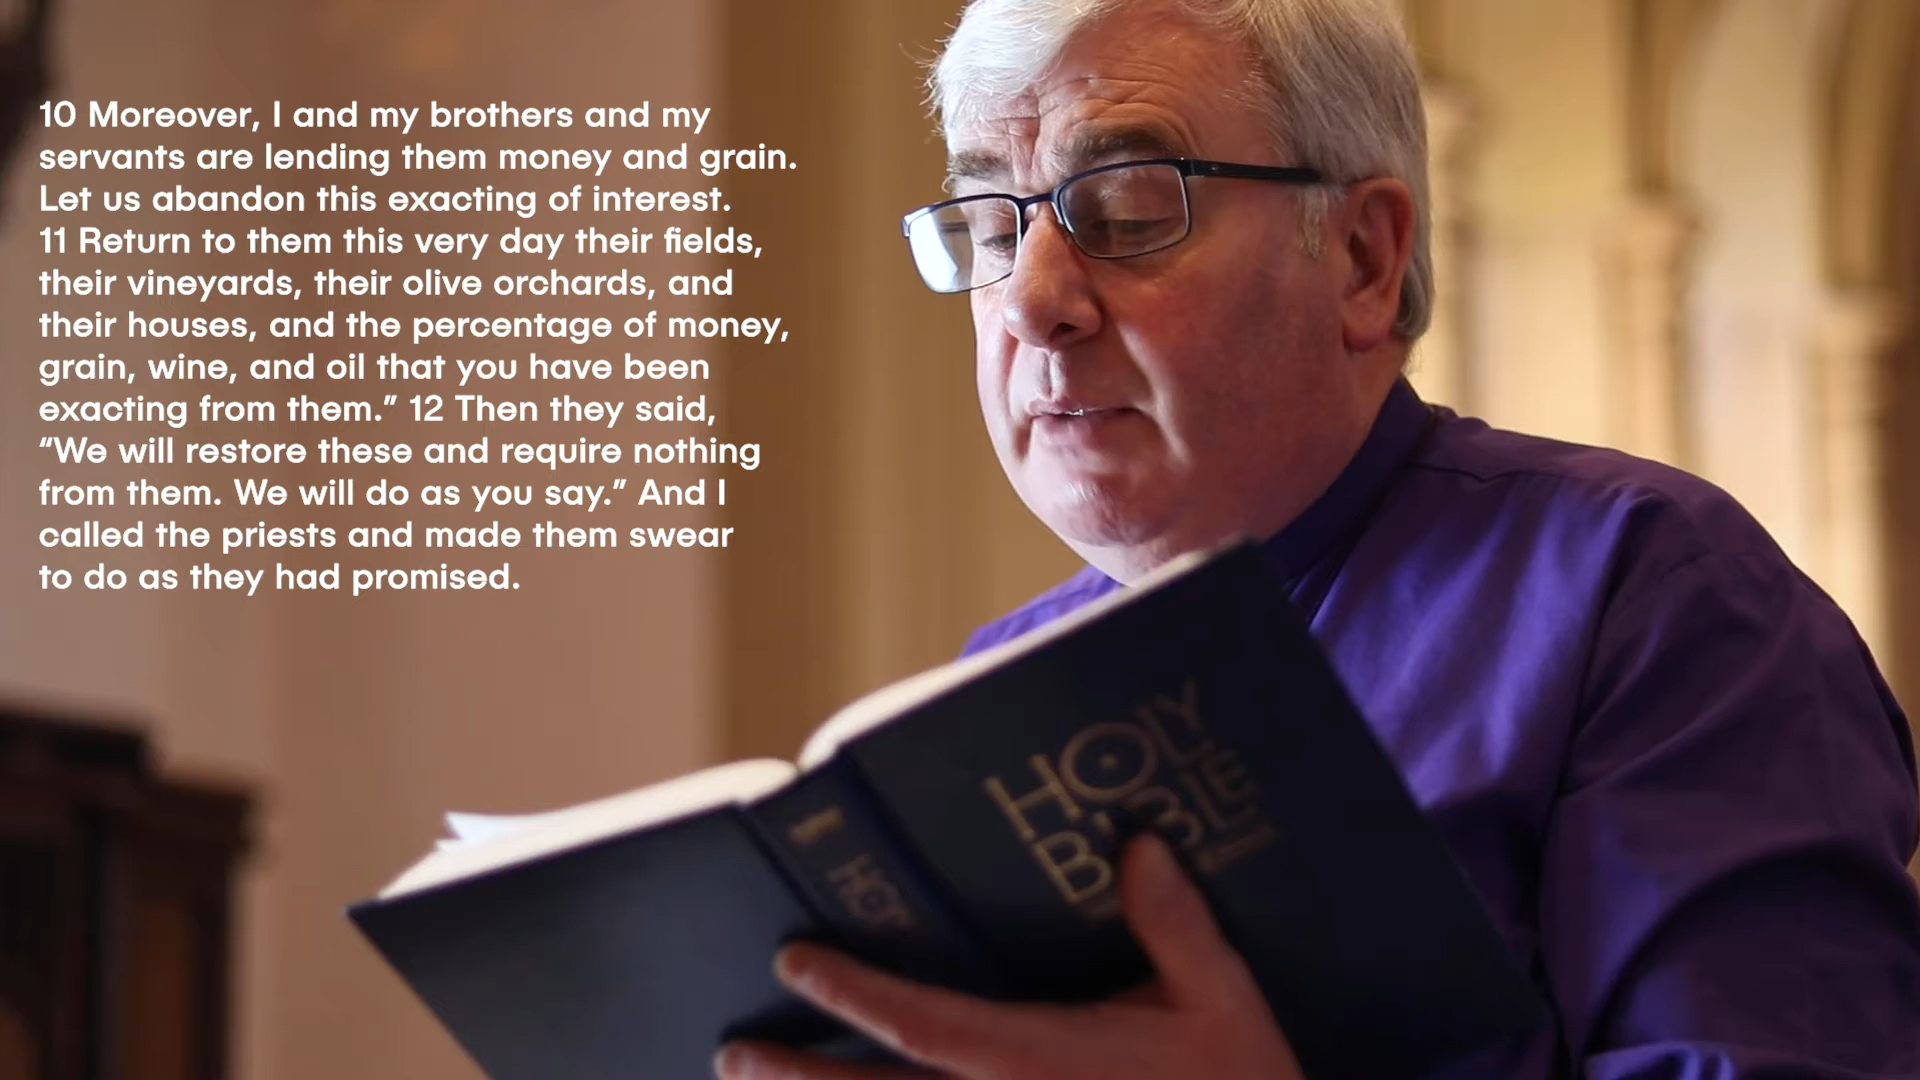 10 Moreover, I and my brothers and my
servants are lending them money and grain.
Let us abandon this exacting of interest.
11 Return to them this very day their fields,
their vineyards, their olive orchards, and
their houses, and the percentage of money,
grain, wine, and oil that you have been
exacting from them.” 12 Then they said,
“We will restore these and require nothing
from them. We will do as you say.” And I
called the priests and made them swear
to do as they had promised.
HOLY
BIBLE
HOLY